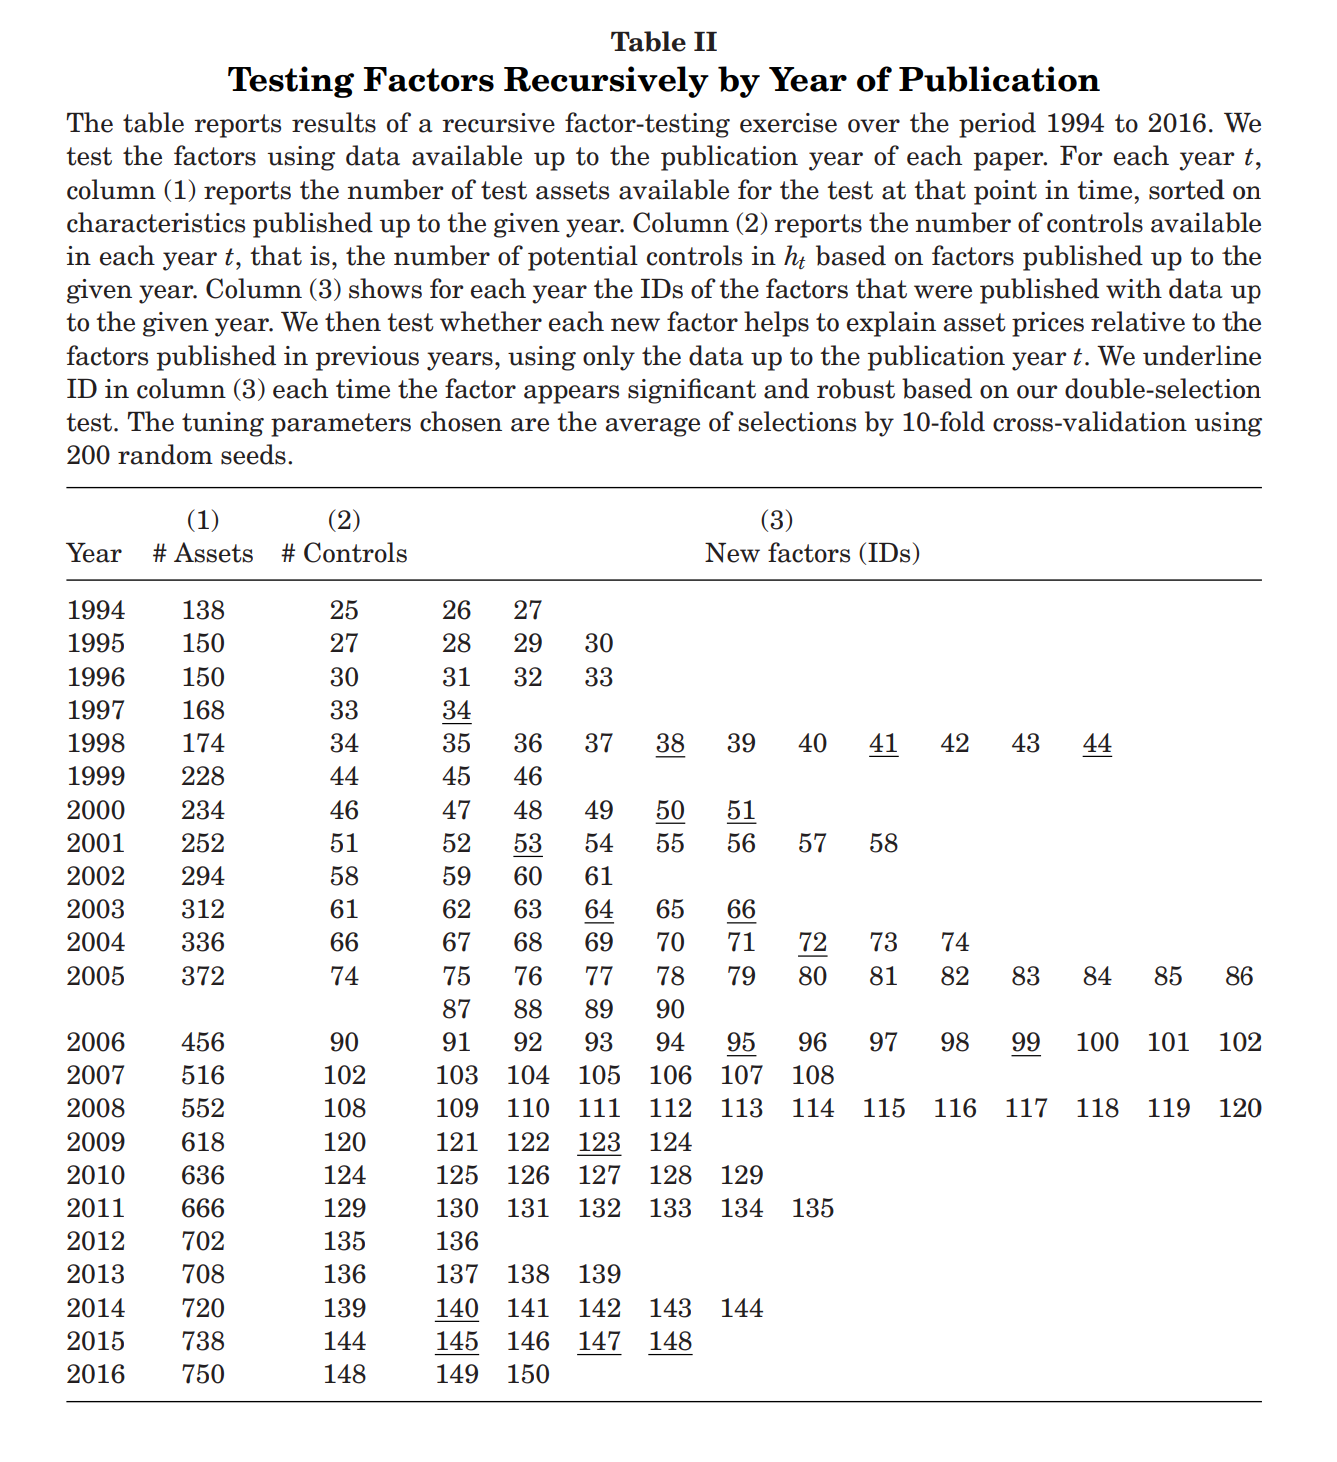 Table II
Testing Factors Recursively by Year of Publication
The table reports results of a recursive factor-testing exercise over the period 1994 to 2016. We
test the factors using data available up to the publication year of each paper. For each year t,
column (1) reports the number of test assets available for the test at that point in time, sorted on
characteristics published up to the given year. Column (2) reports the number of controls available
in each year t, that is, the number of potential controls in hₜ based on factors published up to the
given year. Column (3) shows for each year the IDs of the factors that were published with data up
to the given year. We then test whether each new factor helps to explain asset prices relative to the
factors published in previous years, using only the data up to the publication year t. We underline
ID in column (3) each time the factor appears significant and robust based on our double-selection
test. The tuning parameters chosen are the average of selections by 10-fold cross-validation using
200 random seeds.
(1) (2) (3)
Year # Assets # Controls New factors (IDs)
1994 138 25 26 27
1995 150 27 28 29 30
1996 150 30 31 32 33
1997 168 33 34
1998 174 34 35 36 37 38 39 40 41 42 43 44
1999 228 44 45 46
2000 234 46 47 48 49 50 51
2001 252 51 52 53 54 55 56 57 58
2002 294 58 59 60 61
2003 312 61 62 63 64 65 66
2004 336 66 67 68 69 70 71 72 73 74
2005 372 74 75 76 77 78 79 80 81 82 83 84 85 86
87 88 89 90
2006 456 90 91 92 93 94 95 96 97 98 99 100 101 102
2007 516 102 103 104 105 106 107 108
2008 552 108 109 110 111 112 113 114 115 116 117 118 119 120
2009 618 120 121 122 123 124
2010 636 124 125 126 127 128 129
2011 666 129 130 131 132 133 134 135
2012 702 135 136
2013 708 136 137 138 139
2014 720 139 140 141 142 143 144
2015 738 144 145 146 147 148
2016 750 148 149 150